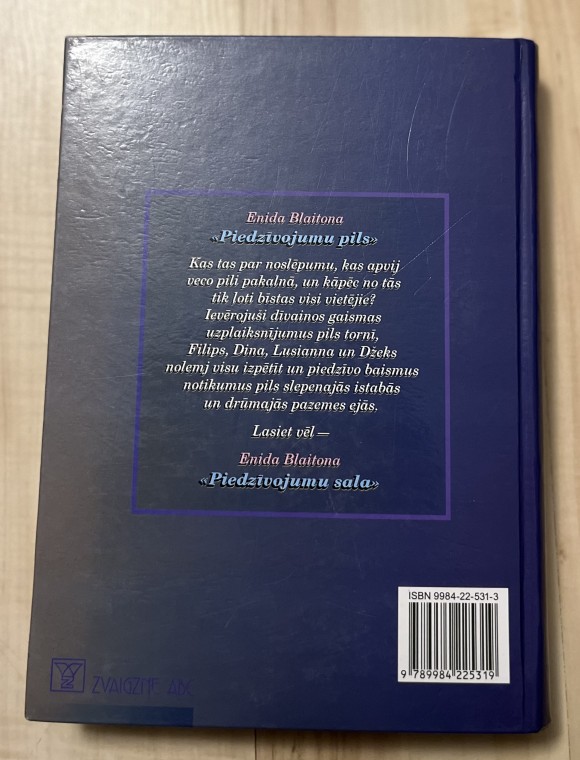 Enida Blaitona
«Piedzīvojumu pils»
Kas tas par noslēpumu, kas apvij
veco pili pakalnā, un kāpēc no tās
tik ļoti bīstas visi vietējie?
Ievērojuši dīvainos gaismas
uzplaiksnījumus pils tornī,
Filips, Dina, Lusianna un Džeks
nolemj visu izpētīt un piedzīvo baismus
notikumus pils slepenajās istabās
un drūmajās pazemes ejās.
Lasiet vēl —
Enida Blaitona
«Piedzīvojumu sala»
ISBN 9984-22-531-3
9 789984 225319
ZVAIGZNE ABC